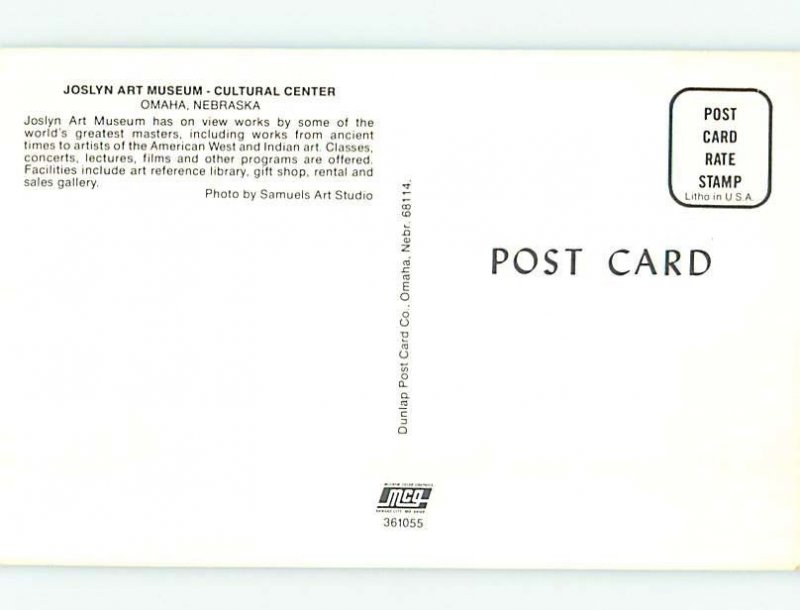 JOSLYN ART MUSEUM - CULTURAL CENTER
OMAHA, NEBRASKA
Joslyn Art Museum has on view works by some of the
world's greatest masters, including works from ancient
times to artists of the American West and Indian art. Classes,
concerts, lectures, films and other programs are offered.
Facilities include art reference library, gift shop, rental and
sales gallery.
Photo by Samuels Art Studio
Dunlap Post Card Co., Omaha, Nebr. 68114.
POST
CARD
RATE
STAMP
Litho in U.S.A.
POST CARD
mcg
361055